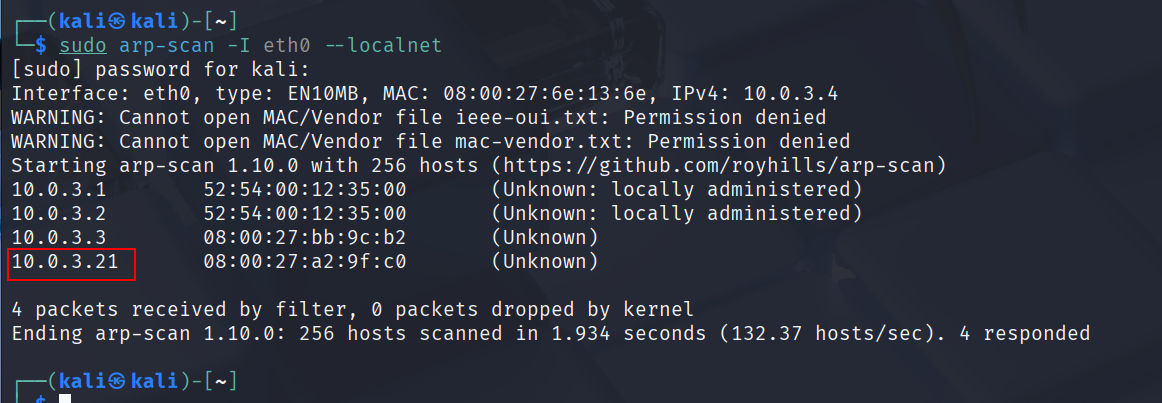 ┌──(kali㉿kali)-[~]
└─$ sudo arp-scan -I eth0 --localnet
[sudo] password for kali:
Interface: eth0, type: EN10MB, MAC: 08:00:27:6e:13:6e, IPv4: 10.0.3.4
WARNING: Cannot open MAC/Vendor file ieee-oui.txt: Permission denied
WARNING: Cannot open MAC/Vendor file mac-vendor.txt: Permission denied
Starting arp-scan 1.10.0 with 256 hosts (https://github.com/royhills/arp-scan)
10.0.3.1        52:54:00:12:35:00       (Unknown: locally administered)
10.0.3.2        52:54:00:12:35:00       (Unknown: locally administered)
10.0.3.3        08:00:27:bb:9c:b2       (Unknown)
10.0.3.21       08:00:27:a2:9f:c0       (Unknown)
4 packets received by filter, 0 packets dropped by kernel
Ending arp-scan 1.10.0: 256 hosts scanned in 1.934 seconds (132.37 hosts/sec). 4 responded
┌──(kali㉿kali)-[~]
└─$